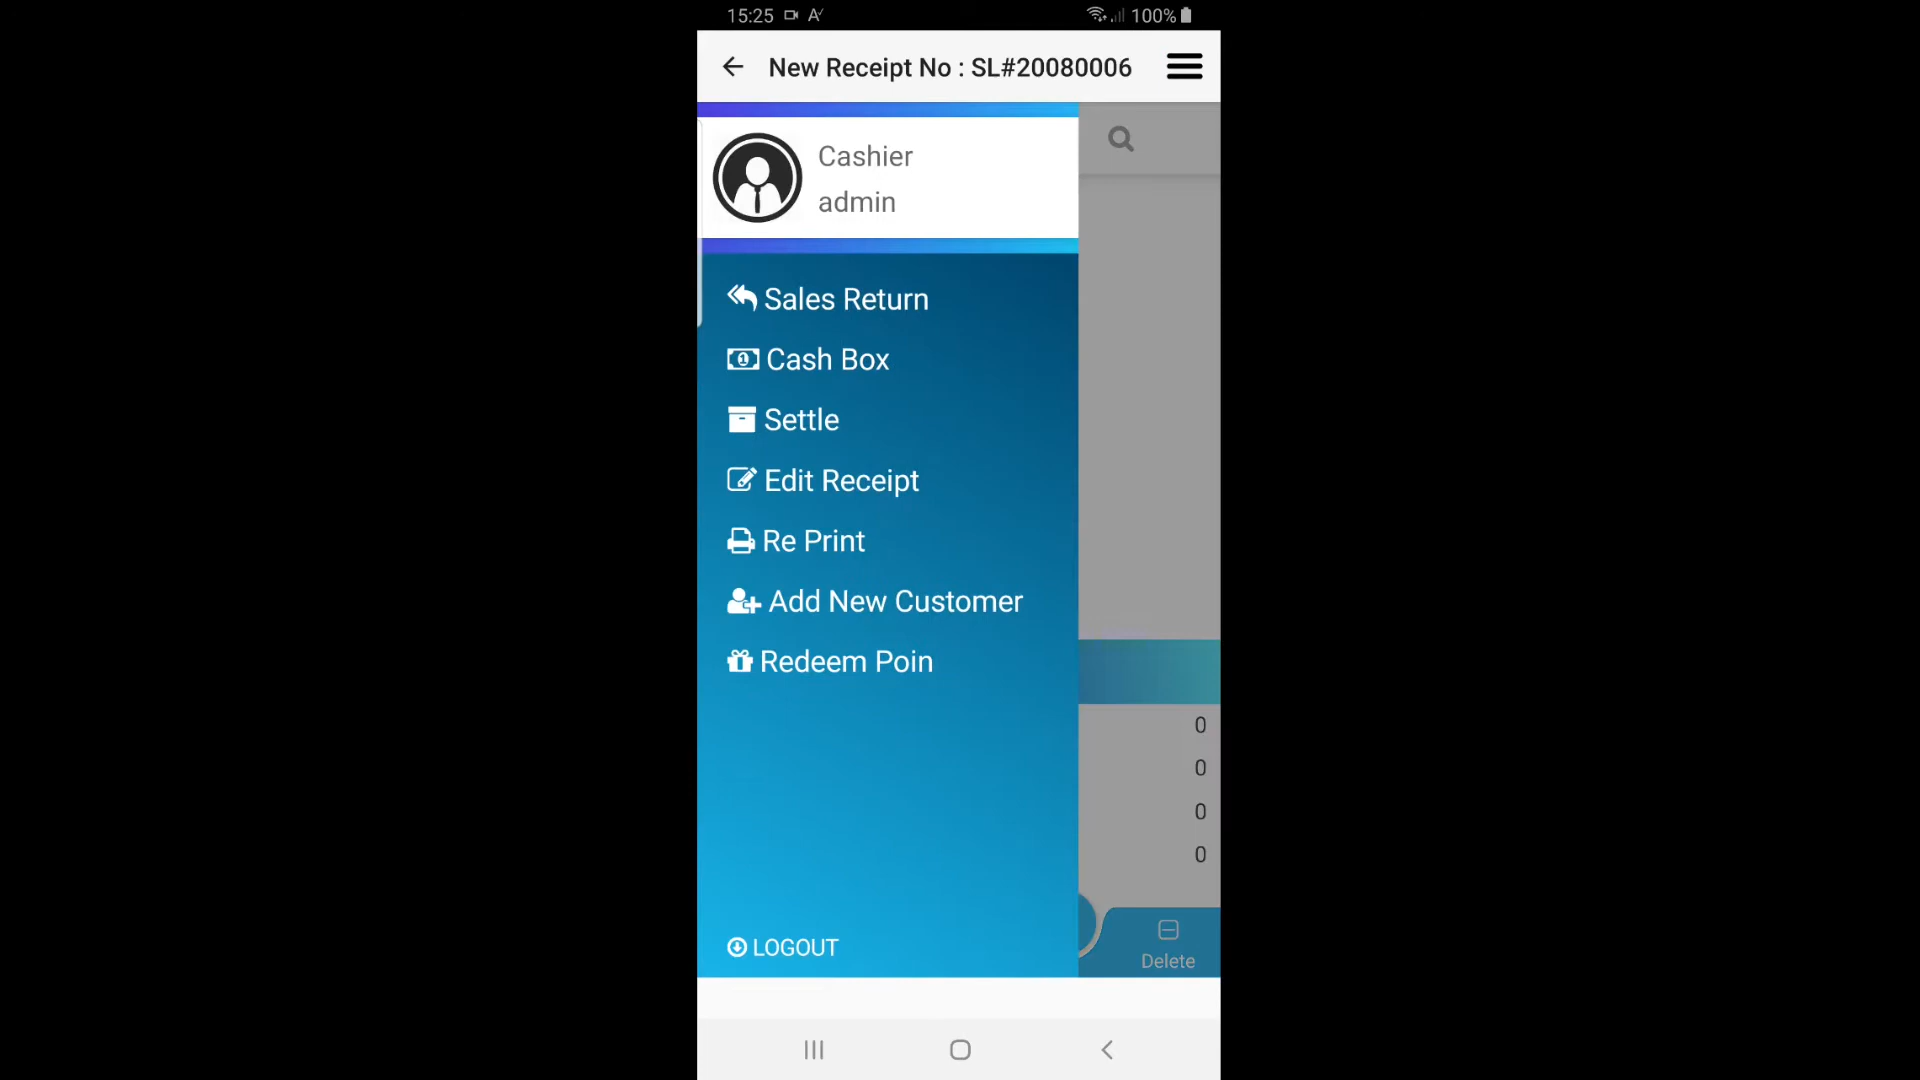 15:25 100%
New Receipt No : SL#20080006
Cashier
admin
Sales Return
Cash Box
Settle
Edit Receipt
Re Print
Add New Customer
Redeem Poin
0
0
0
0
LOGOUT
Delete